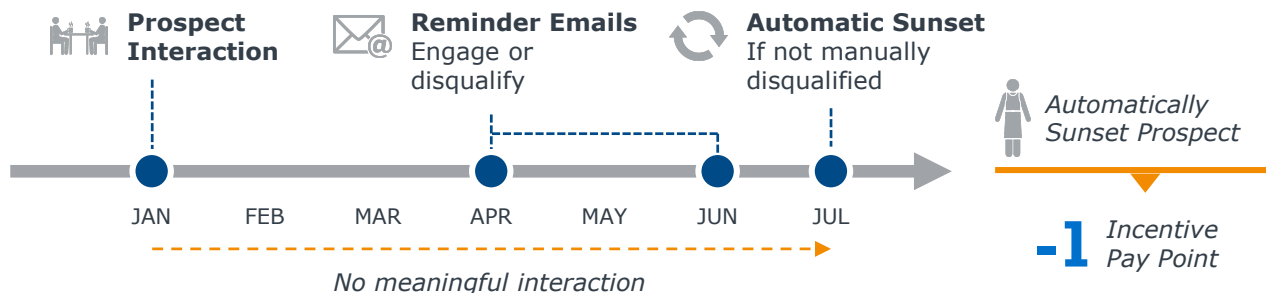 Prospect
Interaction
Reminder Emails
Engage or
disqualify
Automatic Sunset
If not manually
disqualified
Automatically
Sunset Prospect
JAN
FEB
MAR
APR
MAY
JUN
JUL
No meaningful interaction
-1
Incentive
Pay Point